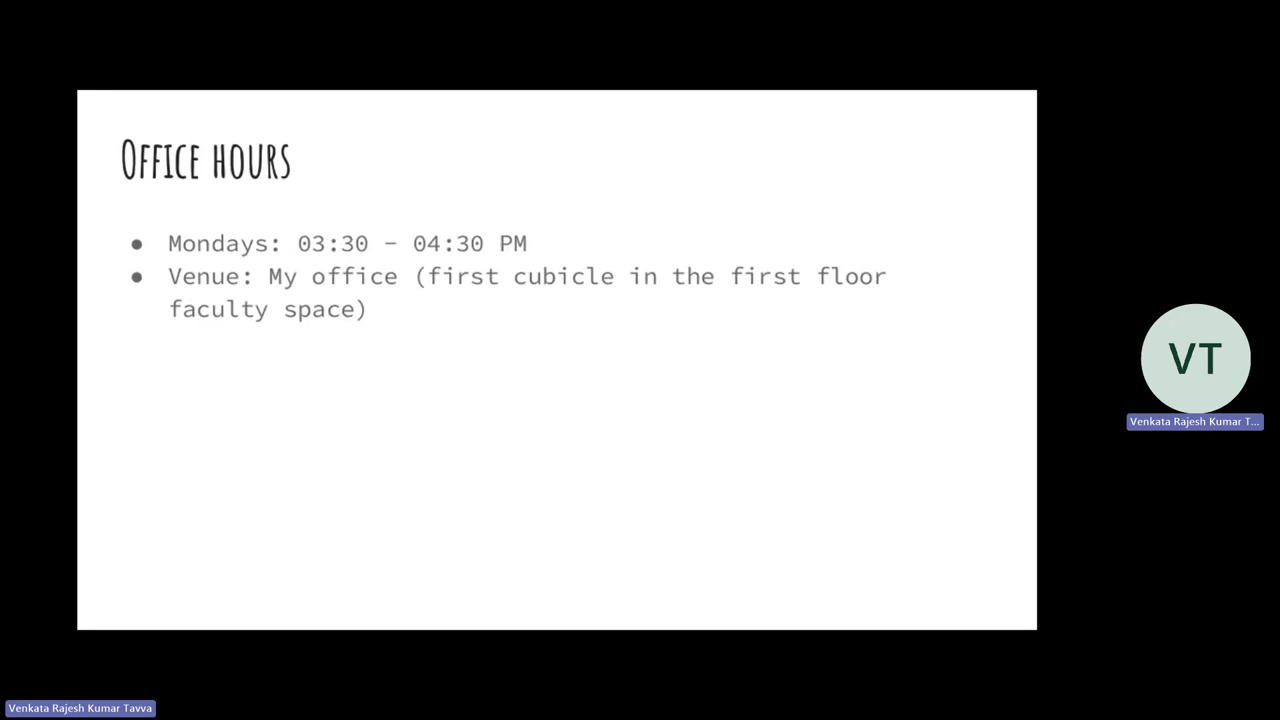 Office hours
● Mondays: 03:30 - 04:30 PM
● Venue: My office (first cubicle in the first floor
faculty space)
VT
Venkata Rajesh Kumar T...
Venkata Rajesh Kumar Tavva